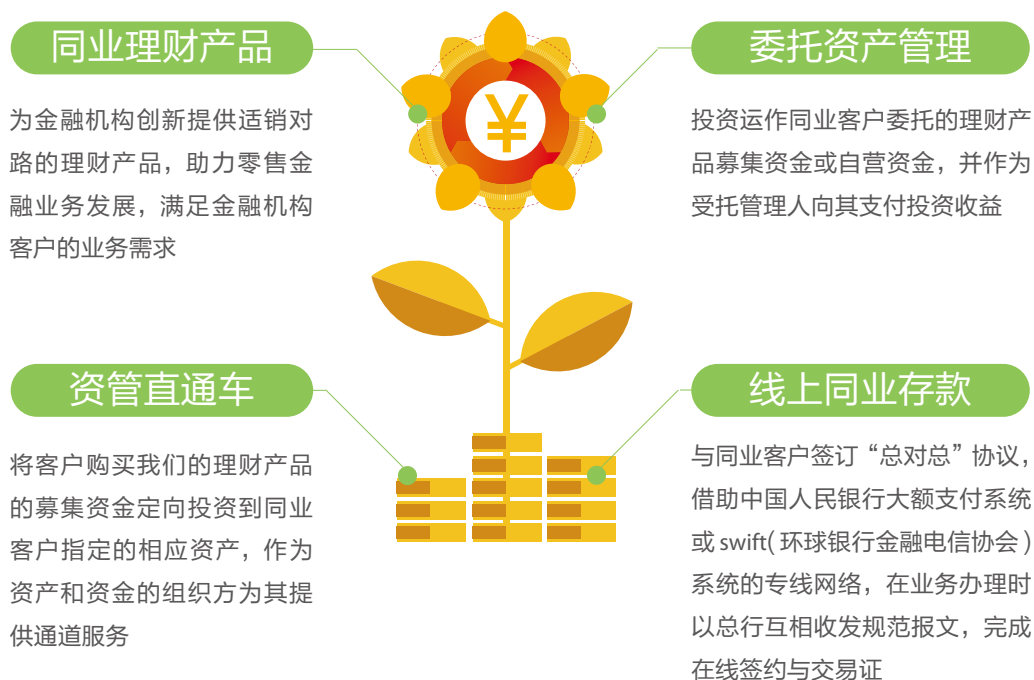 同业理财产品
为金融机构创新提供适销对
路的理财产品，助力零售金
融业务发展，满足金融机构
客户的业务需求
¥
委托资产管理
投资运作同业客户委托的理财产
品募集资金或自营资金，并作为
受托管理人向其支付投资收益
资管直通车
将客户购买我们的理财产品
的募集资金定向投资到同业
客户指定的相应资产，作为
资产和资金的组织方为其提
供通道服务
线上同业存款
与同业客户签订“总对总”协议，
借助中国人民银行大额支付系统
或 swift( 环球银行金融电信协会 )
系统的专线网络，在业务办理时
以总行互相收发规范报文，完成
在线签约与交易证